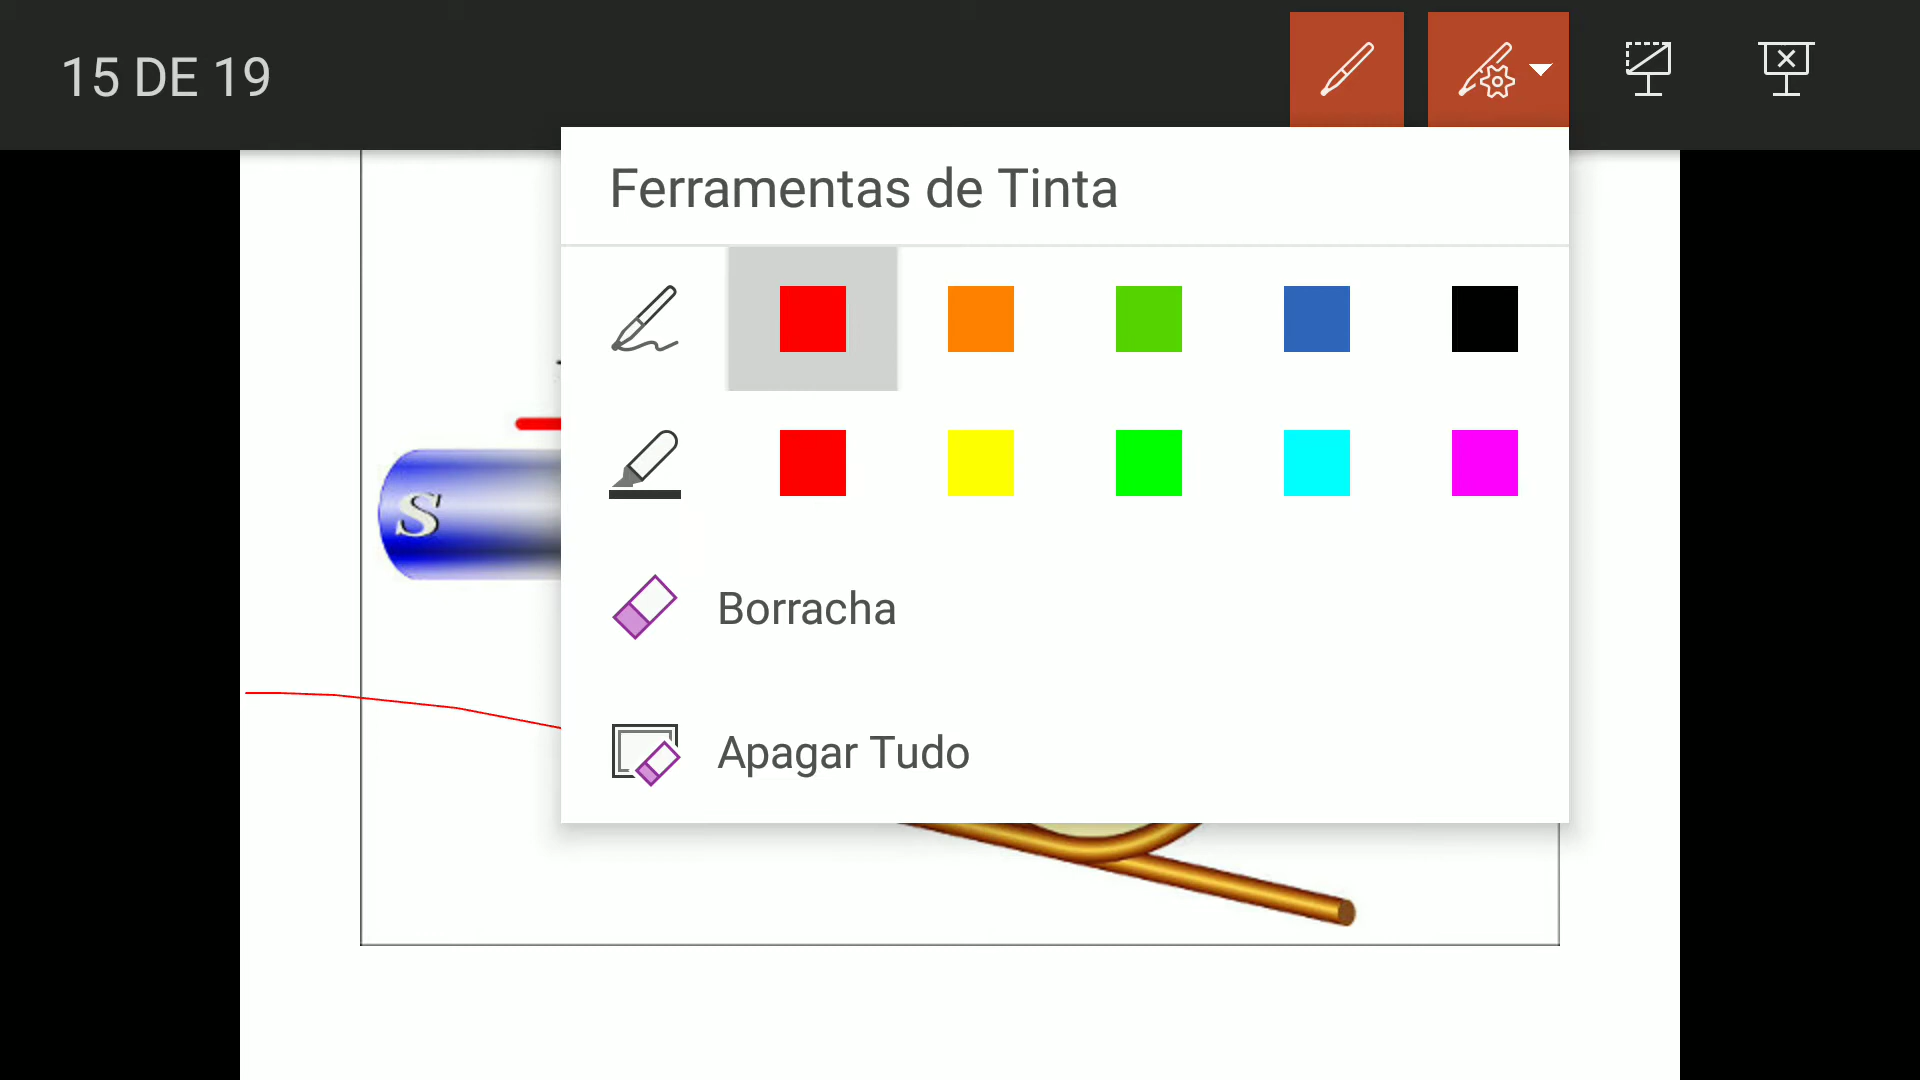 15 DE 19
Ferramentas de Tinta
S
Borracha
Apagar Tudo